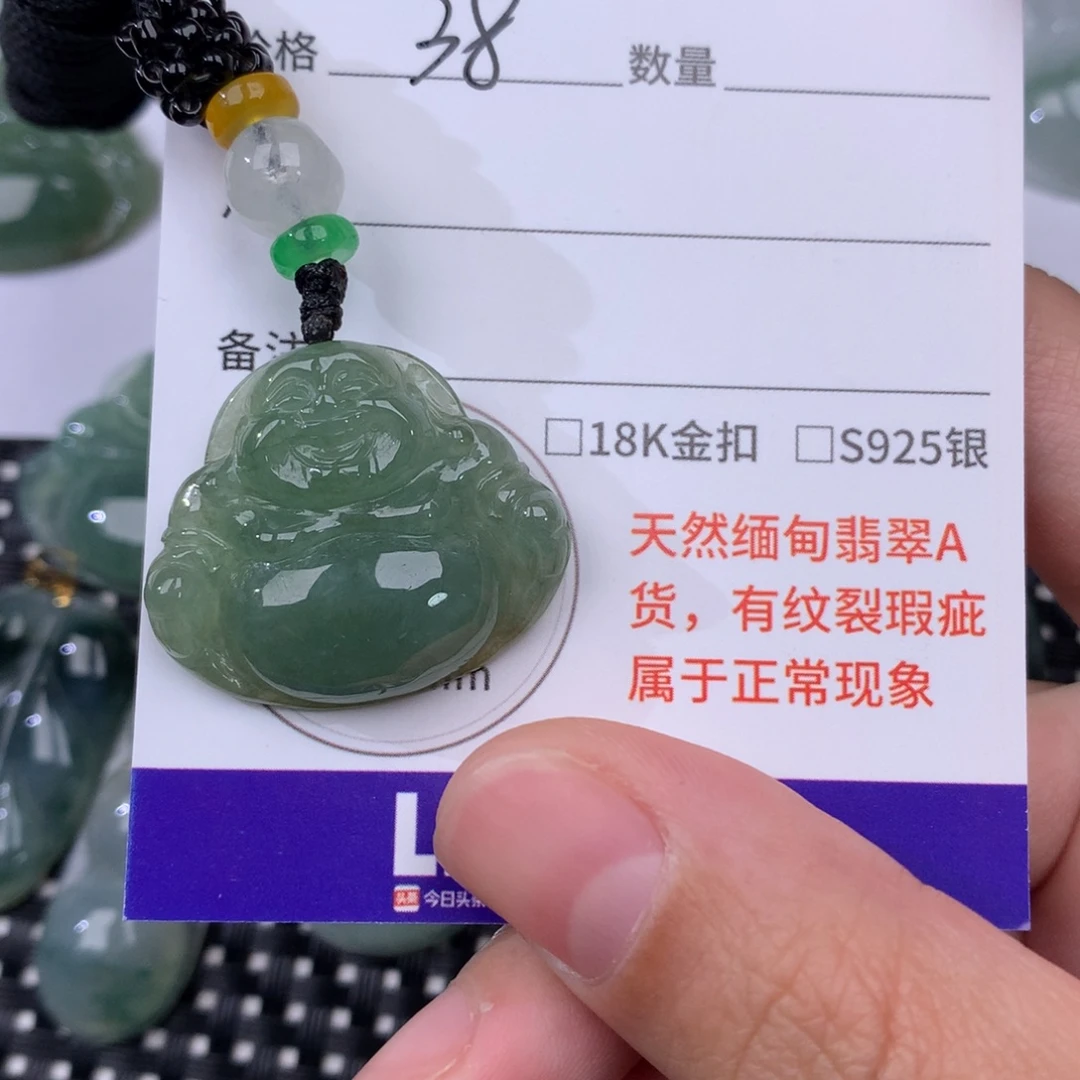 格 38 数量
备注
□18K金扣 □S925银
天然缅甸翡翠A
货，有纹裂瑕疵
属于正常现象
L
头条 今日头条